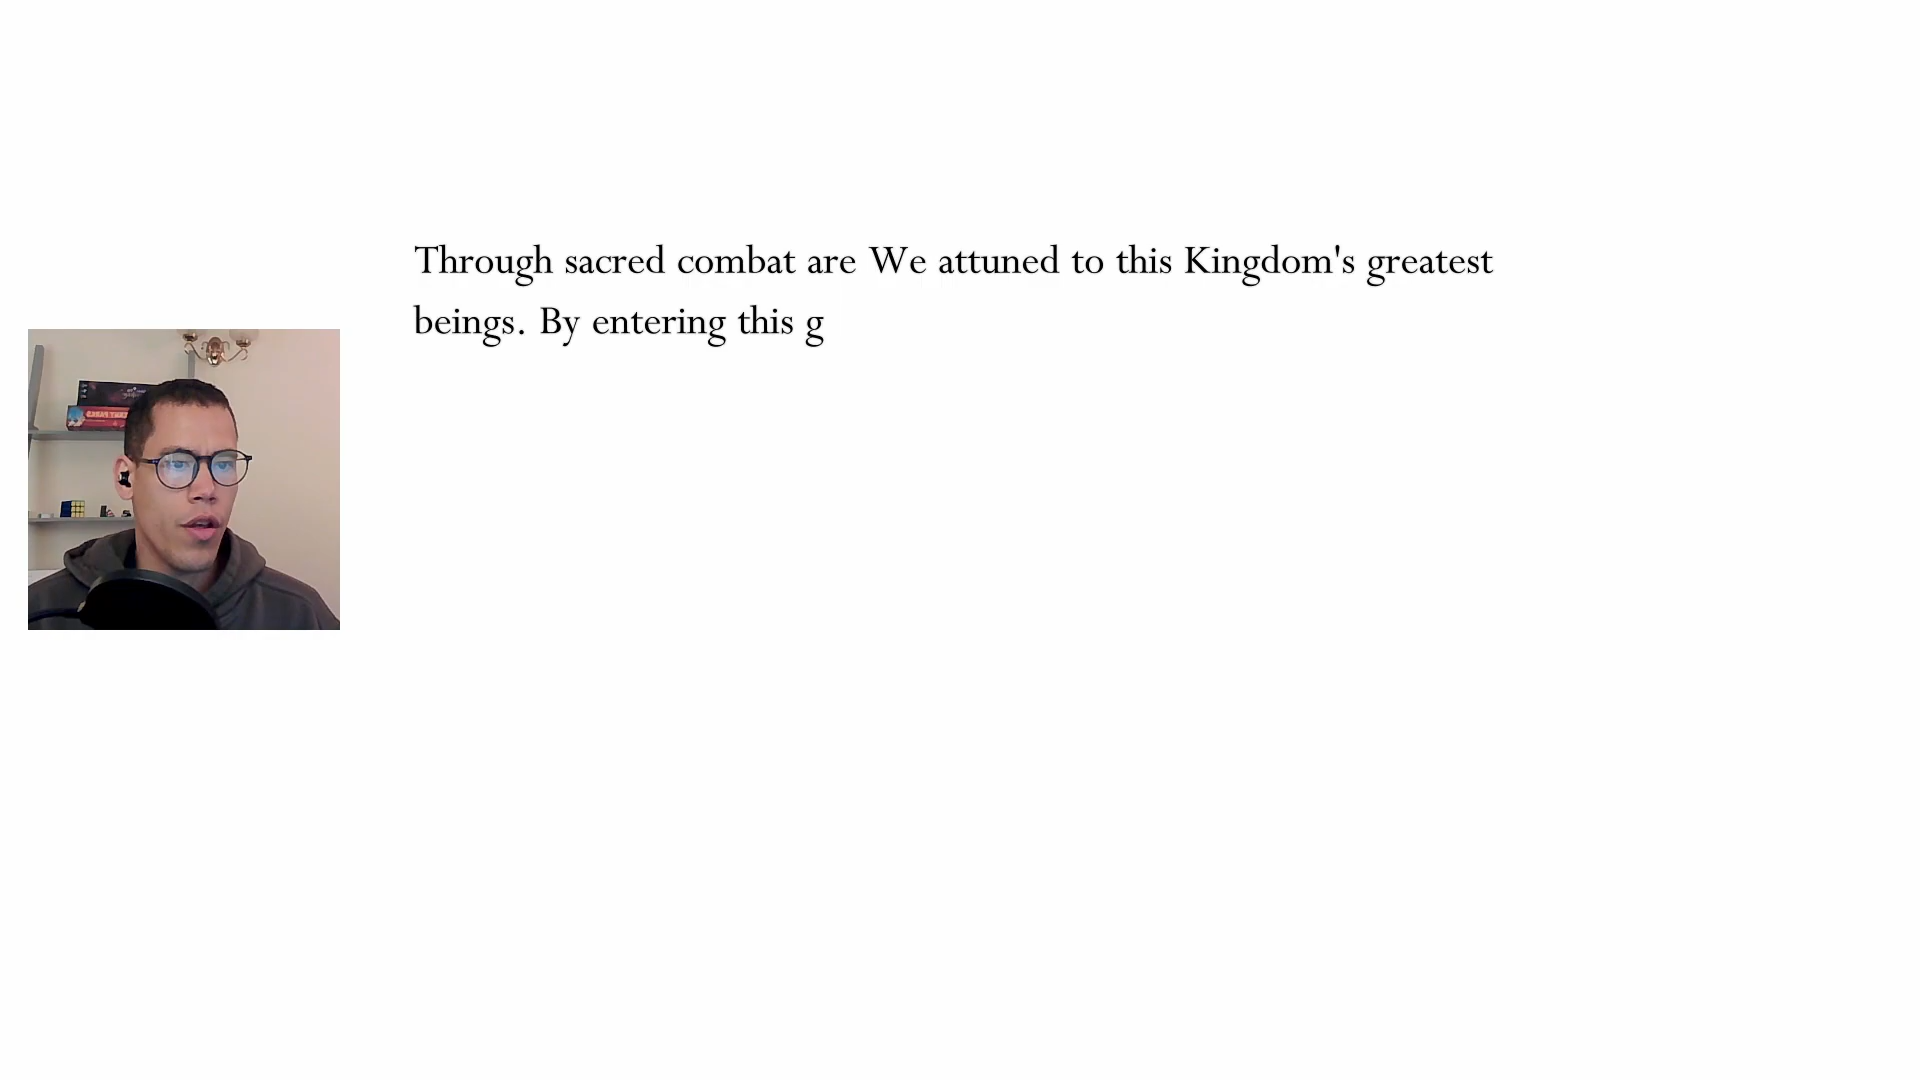 Through sacred combat are We attuned to this Kingdom's greatest
beings. By entering this g